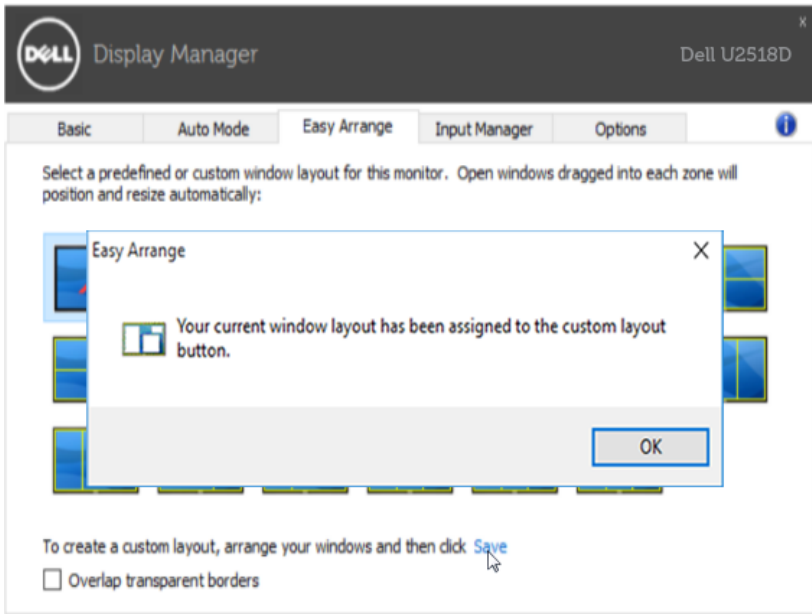 DELL
Display Manager
Dell U2518D
x
Basic
Auto Mode
Easy Arrange
Input Manager
Options
i
Select a predefined or custom window layout for this monitor. Open windows dragged into each zone will
position and resize automatically:
Easy Arrange
Your current window layout has been assigned to the custom layout
button.
OK
To create a custom layout, arrange your windows and then click Save
Overlap transparent borders